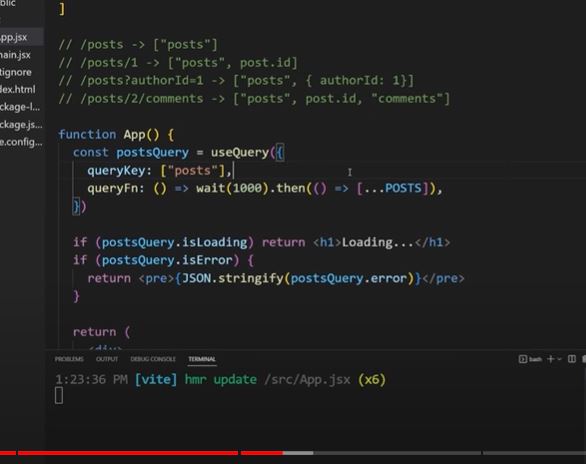 blic
]
pp.jsx
ain.jsx
tignore
dex.html
ckage-l...
ckage.js...
e.config...
// /posts -> ["posts"]
// /posts/1 -> ["posts", post.id]
// /posts?authorId=1 -> ["posts", { authorId: 1}]
// /posts/2/comments -> ["posts", post.id, "comments"]
function App() {
const postsQuery = useQuery({
queryKey: ["posts"],
queryFn: () => wait(1000).then(() => [...POSTS]),
})
if (postsQuery.isLoading) return <h1>Loading...</h1>
if (postsQuery.isError) {
return <pre>{JSON.stringify(postsQuery.error)}</pre>
}
return (
<div>
PROBLEMS OUTPUT DEBUG CONSOLE TERMINAL
bash
1:23:36 PM [vite] hmr update /src/App.jsx (x6)